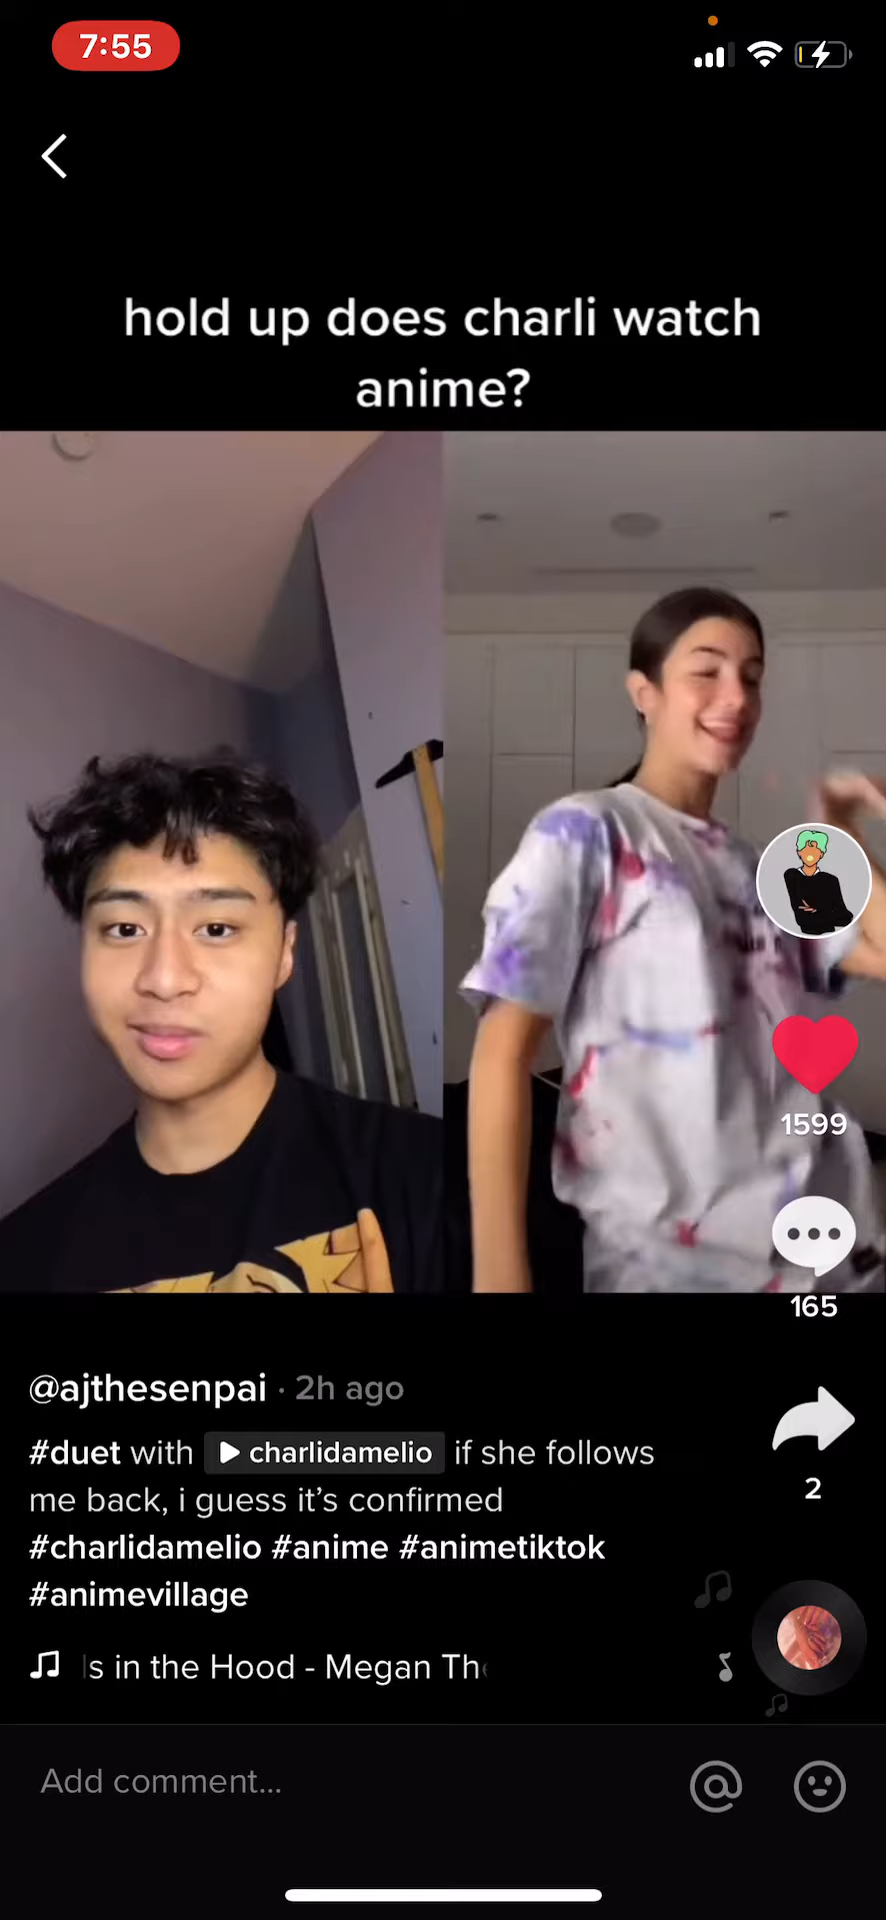 7:55
hold up does charli watch
anime?
1599
165
@ajthesenpai · 2h ago
#duet with charlidamelio if she follows
me back, i guess it's confirmed
#charlidamelio #anime #animetiktok
#animevillage
2
s in the Hood - Megan Th
Add comment...